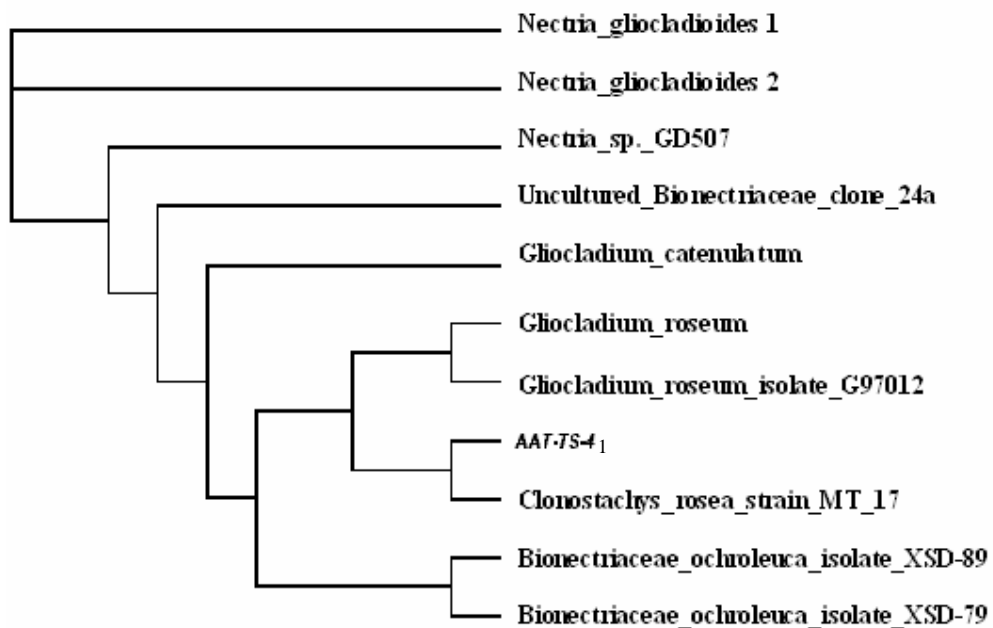 Nectria_gliocladioides 1
Nectria_gliocladioides 2
Nectria_sp._GD507
Uncultured_Bionectriaceae_clone_24a
Gliocladium_catenulatum
Gliocladium_roseum
Gliocladium_roseum_isolate_G97012
AAT-TS-4 1
Clonostachys_rosea_strain_MT_17
Bionectriaceae_ochroleuca_isolate_XSD-89
Bionectriaceae_ochroleuca_isolate_XSD-79